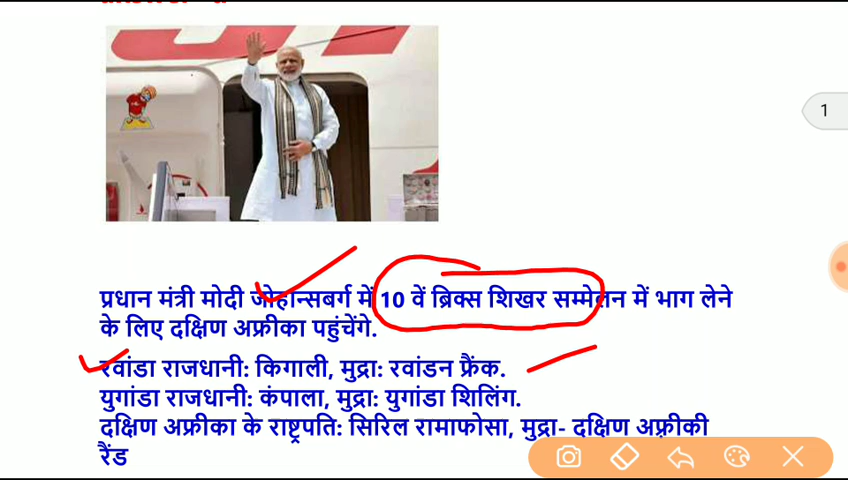 1
प्रधान मंत्री मोदी जोहान्सबर्ग में 10 वें ब्रिक्स शिखर सम्मेलन में भाग लेने
के लिए दक्षिण अफ्रीका पहुंचेंगे.
रवांडा राजधानी: किगाली, मुद्रा: रवांडन फ्रैंक.
युगांडा राजधानी: कंपाला, मुद्रा: युगांडा शिलिंग.
दक्षिण अफ्रीका के राष्ट्रपति: सिरिल रामाफोसा, मुद्रा- दक्षिण अफ़्रीकी
रैंड